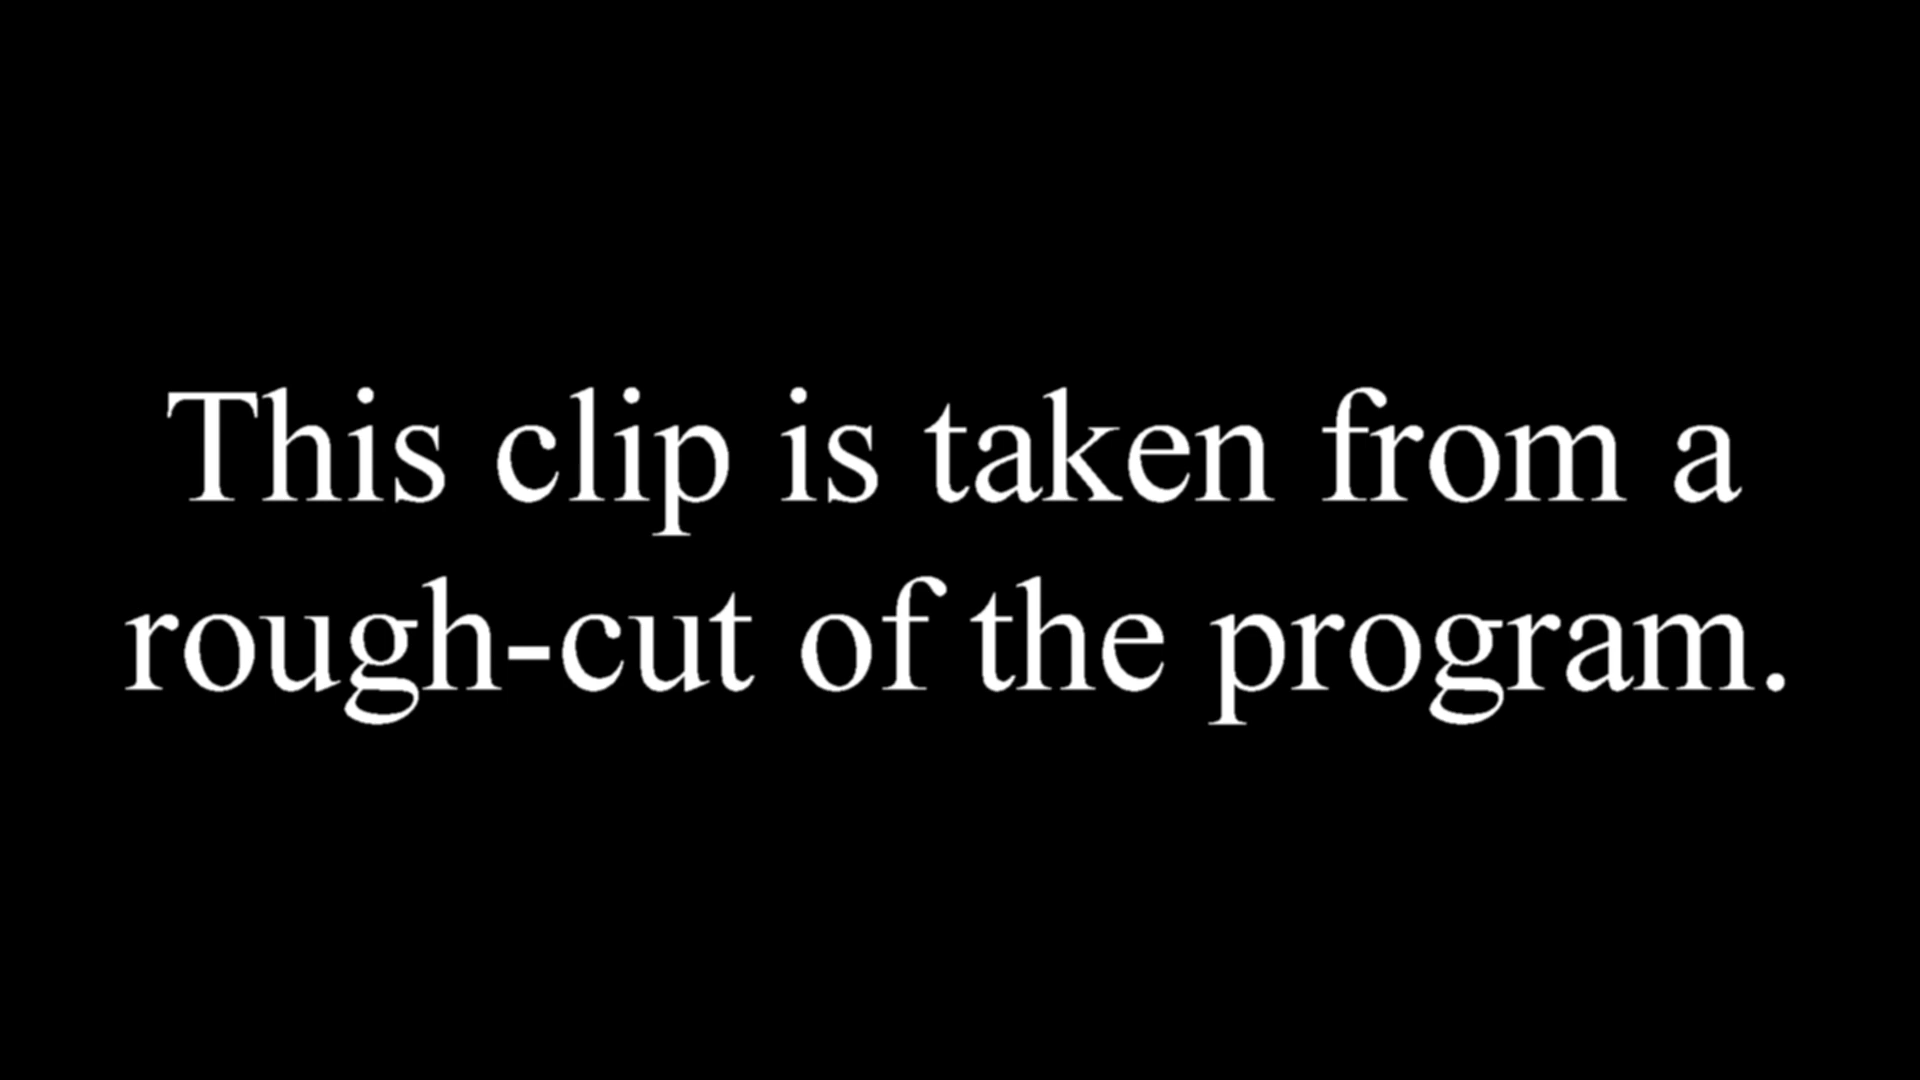 This clip is taken from a
rough-cut of the program.